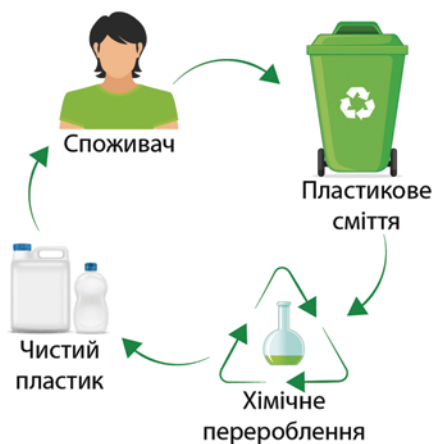 Споживач
Пластикове
сміття
Хімічне
перероблення
Чистий
пластик